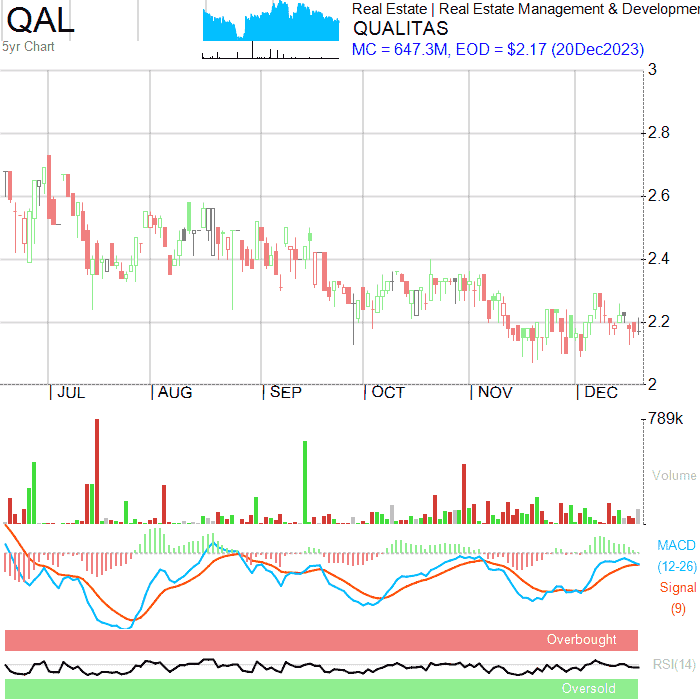 QAL
5yr Chart
Real Estate | Real Estate Management & Developmen
QUALITAS
MC = 647.3M, EOD = $2.17 (20Dec2023)
3
2.8
2.6
2.4
2.2
2
| JUL | AUG | SEP | OCT | NOV | DEC
789k
Volume
MACD
(12-26)
Signal
(9)
Overbought
RSI(14)
Oversold